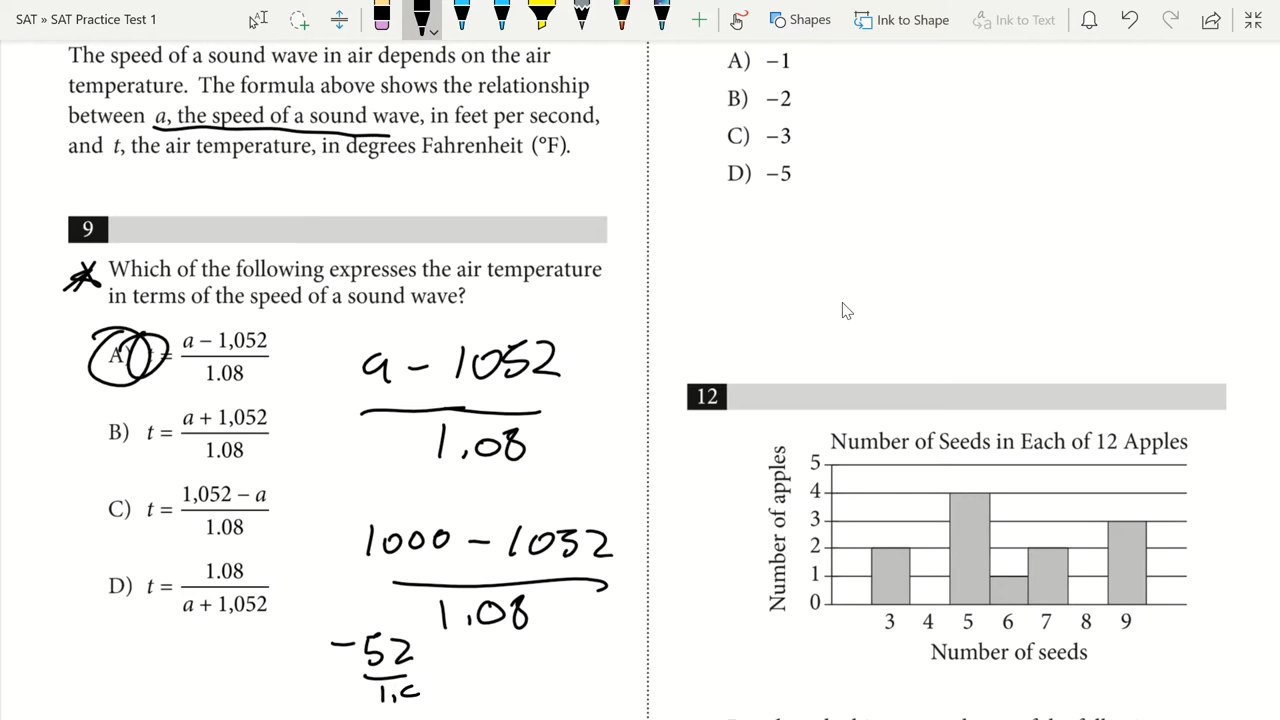 SAT » SAT Practice Test 1
Shapes
Ink to Shape
Ink to Text
The speed of a sound wave in air depends on the air
temperature. The formula above shows the relationship
between a, the speed of a sound wave, in feet per second,
and t, the air temperature, in degrees Fahrenheit (°F).
9
Which of the following expresses the air temperature
in terms of the speed of a sound wave?
A) t = a − 1,052
1.08
B) t = a + 1,052
1.08
C) t = 1,052 − a
1.08
D) t = 1.08
a + 1,052
a − 1052
1.08
1000 − 1052
1.08
−52
1.0
A) −1
B) −2
C) −3
D) −5
12
Number of Seeds in Each of 12 Apples
Number of apples
5
4
3
2
1
0
3 4 5 6 7 8 9
Number of seeds